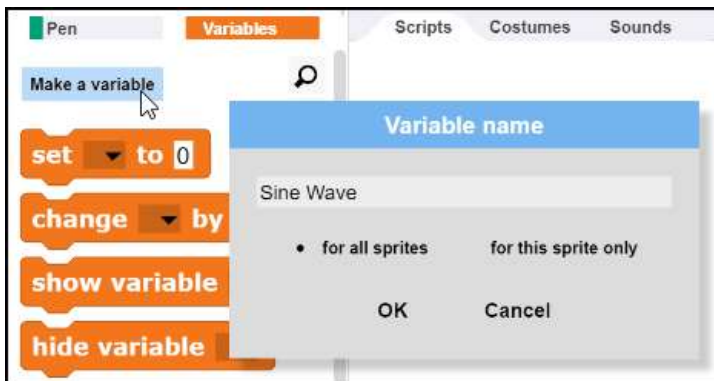 Pen Variables Scripts Costumes Sounds
Make a variable
Variable name
set to 0
Sine Wave
change by
for all sprites for this sprite only
show variable
OK Cancel
hide variable